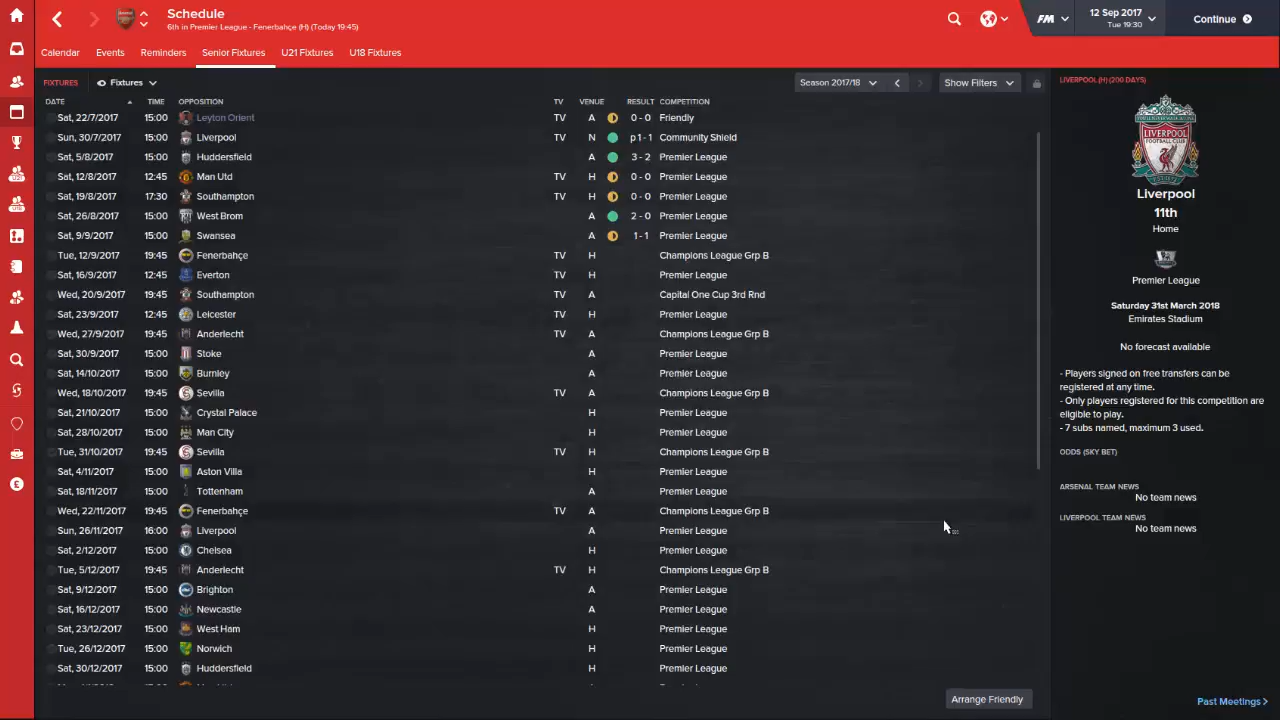 Schedule
6th in Premier League - Fenerbahçe (H) (Today 19:45)
FM
12 Sep 2017
Tue 19:30
Continue
Calendar Events Reminders Senior Fixtures U21 Fixtures U18 Fixtures
FIXTURES Fixtures Season 2017/18 Show Filters
DATE TIME OPPOSITION TV VENUE RESULT COMPETITION
Sat, 22/7/2017 15:00 Leyton Orient TV A 0 - 0 Friendly
Sun, 30/7/2017 15:00 Liverpool TV N p 1 - 1 Community Shield
Sat, 5/8/2017 15:00 Huddersfield A 3 - 2 Premier League
Sat, 12/8/2017 12:45 Man Utd TV H 0 - 0 Premier League
Sat, 19/8/2017 17:30 Southampton TV H 0 - 0 Premier League
Sat, 26/8/2017 15:00 West Brom A 2 - 0 Premier League
Sat, 9/9/2017 15:00 Swansea A 1 - 1 Premier League
Tue, 12/9/2017 19:45 Fenerbahçe TV H Champions League Grp B
Sat, 16/9/2017 12:45 Everton TV H Premier League
Wed, 20/9/2017 19:45 Southampton TV A Capital One Cup 3rd Rnd
Sat, 23/9/2017 12:45 Leicester TV H Premier League
Wed, 27/9/2017 19:45 Anderlecht TV A Champions League Grp B
Sat, 30/9/2017 15:00 Stoke A Premier League
Sat, 14/10/2017 15:00 Burnley A Premier League
Wed, 18/10/2017 19:45 Sevilla TV A Champions League Grp B
Sat, 21/10/2017 15:00 Crystal Palace H Premier League
Sat, 28/10/2017 15:00 Man City H Premier League
Tue, 31/10/2017 19:45 Sevilla TV H Champions League Grp B
Sat, 4/11/2017 15:00 Aston Villa H Premier League
Sat, 18/11/2017 15:00 Tottenham A Premier League
Wed, 22/11/2017 19:45 Fenerbahçe TV A Champions League Grp B
Sun, 26/11/2017 16:00 Liverpool A Premier League
Sat, 2/12/2017 15:00 Chelsea H Premier League
Tue, 5/12/2017 19:45 Anderlecht TV H Champions League Grp B
Sat, 9/12/2017 15:00 Brighton A Premier League
Sat, 16/12/2017 15:00 Newcastle A Premier League
Sat, 23/12/2017 15:00 West Ham H Premier League
Tue, 26/12/2017 15:00 Norwich H Premier League
Sat, 30/12/2017 15:00 Huddersfield H Premier League
Arrange Friendly
LIVERPOOL (H) (200 DAYS)
Liverpool
11th
Home
Premier League
Saturday 31st March 2018
Emirates Stadium
No forecast available
- Players signed on free transfers can be
registered at any time.
- Only players registered for this competition are
eligible to play.
- 7 subs named, maximum 3 used.
ODDS (SKY BET)
ARSENAL TEAM NEWS
No team news
LIVERPOOL TEAM NEWS
No team news
Past Meetings >